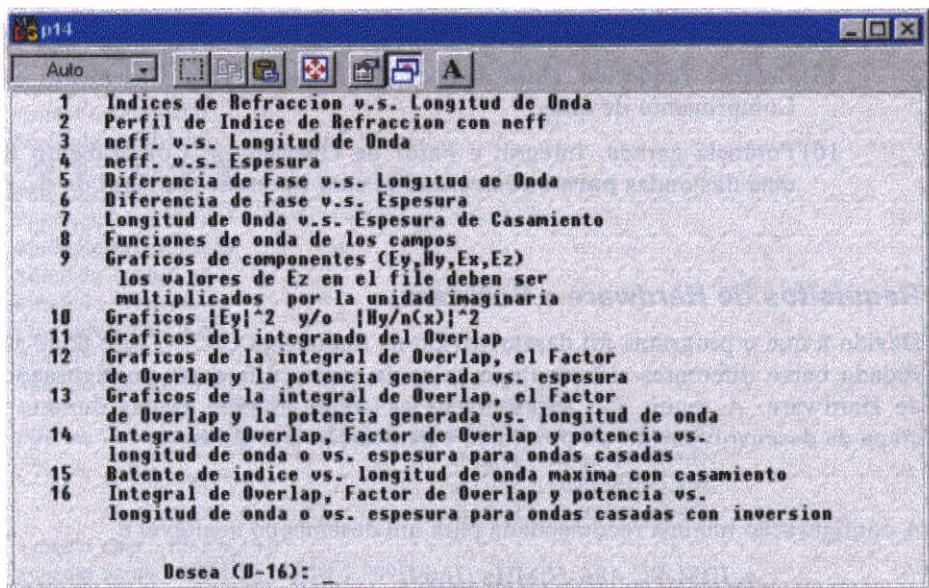 p14
Auto
A
1 Indices de Refraccion v.s. Longitud de Onda
2 Perfil de Indice de Refraccion con neff
3 neff. v.s. Longitud de Onda
4 neff. v.s. Espesura
5 Diferencia de Fase v.s. Longitud de Onda
6 Diferencia de Fase v.s. Espesura
7 Longitud de Onda v.s. Espesura de Casamiento
8 Funciones de onda de los campos
9 Graficos de componentes (Ey,Hy,Ex,Ez)
los valores de Ez en el file deben ser
multiplicados por la unidad imaginaria
10 Graficos |Ey|^2 y/o |Hy/n(x)|^2
11 Graficos del integrando del Overlap
12 Graficos de la integral de Overlap, el Factor
de Overlap y la potencia generada vs. espesura
13 Graficos de la integral de Overlap, el Factor
de Overlap y la potencia generada vs. longitud de onda
14 Integral de Overlap, Factor de Overlap y potencia vs.
longitud de onda o vs. espesura para ondas casadas
15 Batente de indice vs. longitud de onda maxima con casamiento
16 Integral de Overlap, Factor de Overlap y potencia vs.
longitud de onda o vs. espesura para ondas casadas con inversion
Desea (0-16): _